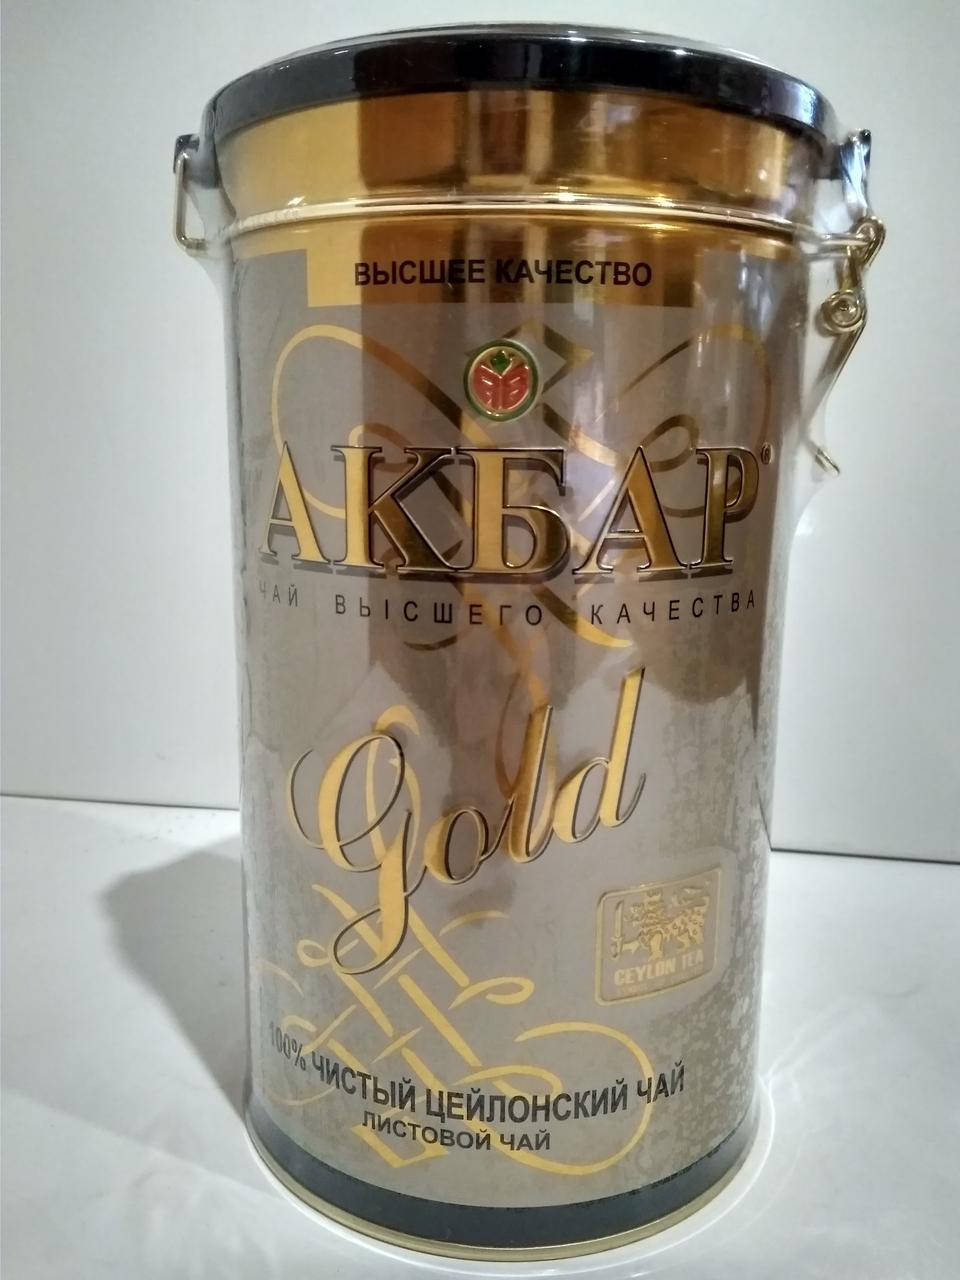 ВЫСШЕЕ КАЧЕСТВО
АКБАР®
ЧАЙ ВЫСШЕГО КАЧЕСТВА
Gold
CEYLON TEA
100% ЧИСТЫЙ ЦЕЙЛОНСКИЙ ЧАЙ
ЛИСТОВОЙ ЧАЙ